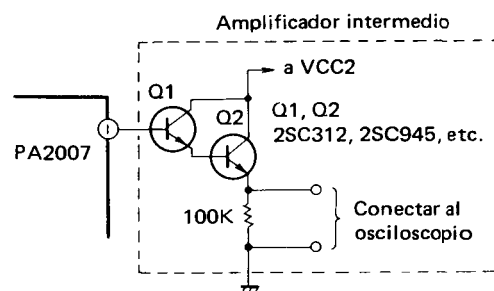 Amplificador intermedio
a VCC2
Q1
Q2
Q1, Q2
2SC312, 2SC945, etc.
PA2007
100K
Conectar al
osciloscopio